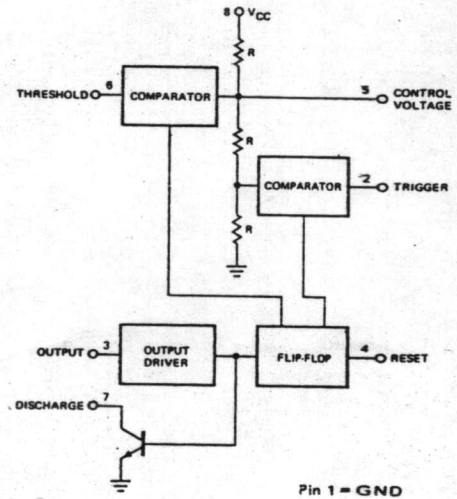 8 VCC
R
6
THRESHOLD
COMPARATOR
5
CONTROL
VOLTAGE
R
COMPARATOR
2
TRIGGER
R
3
OUTPUT
OUTPUT
DRIVER
FLIP-FLOP
4
RESET
7
DISCHARGE
Pin 1 = GND